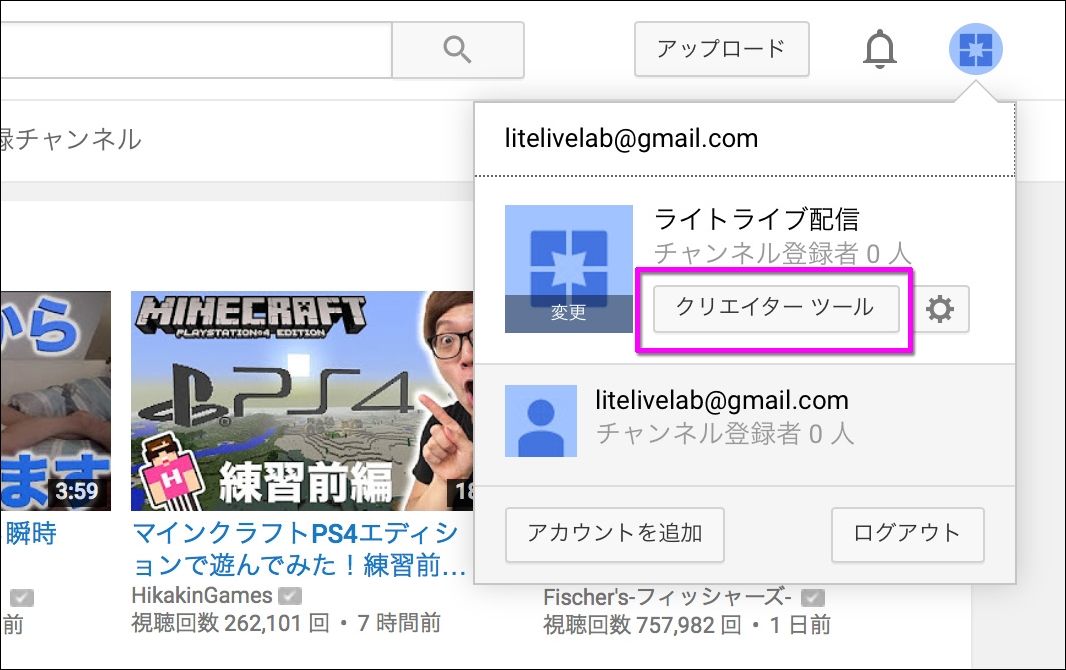 アップロード
録チャンネル
litelivelab@gmail.com
ライトライブ配信
チャンネル登録者 0 人
変更
クリエイター ツール
litelivelab@gmail.com
チャンネル登録者 0 人
アカウントを追加
ログアウト
から
ます
3:59
瞬時
前
MINECRAFT
PLAYSTATION®4 EDITION
PS4
H
練習前編
18
マインクラフトPS4エディシ
ョンで遊んでみた！練習前…
HikakinGames
視聴回数 262,101 回 • 7 時間前
Fischer's-フィッシャーズ-
視聴回数 757,982 回 • 1 日前